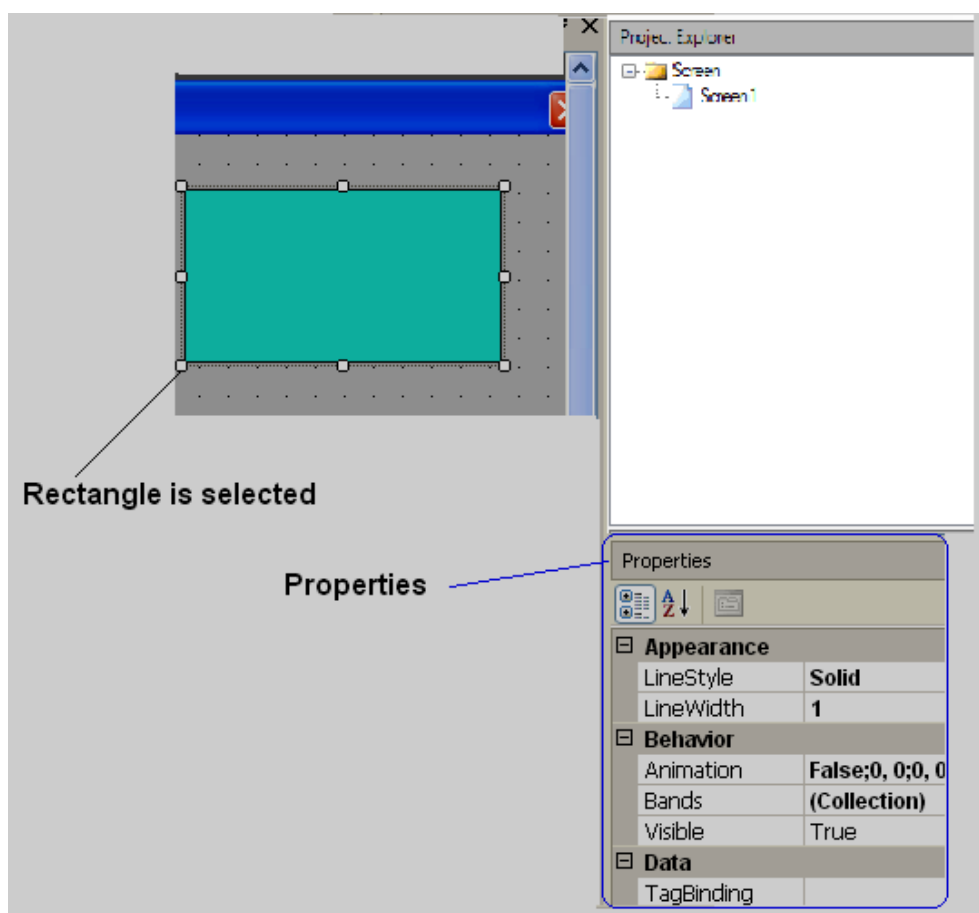 Project Explorer
Screen
Screen1
Rectangle is selected
Properties
Properties
Appearance
LineStyle Solid
LineWidth 1
Behavior
Animation False;0, 0;0, 0
Bands (Collection)
Visible True
Data
TagBinding